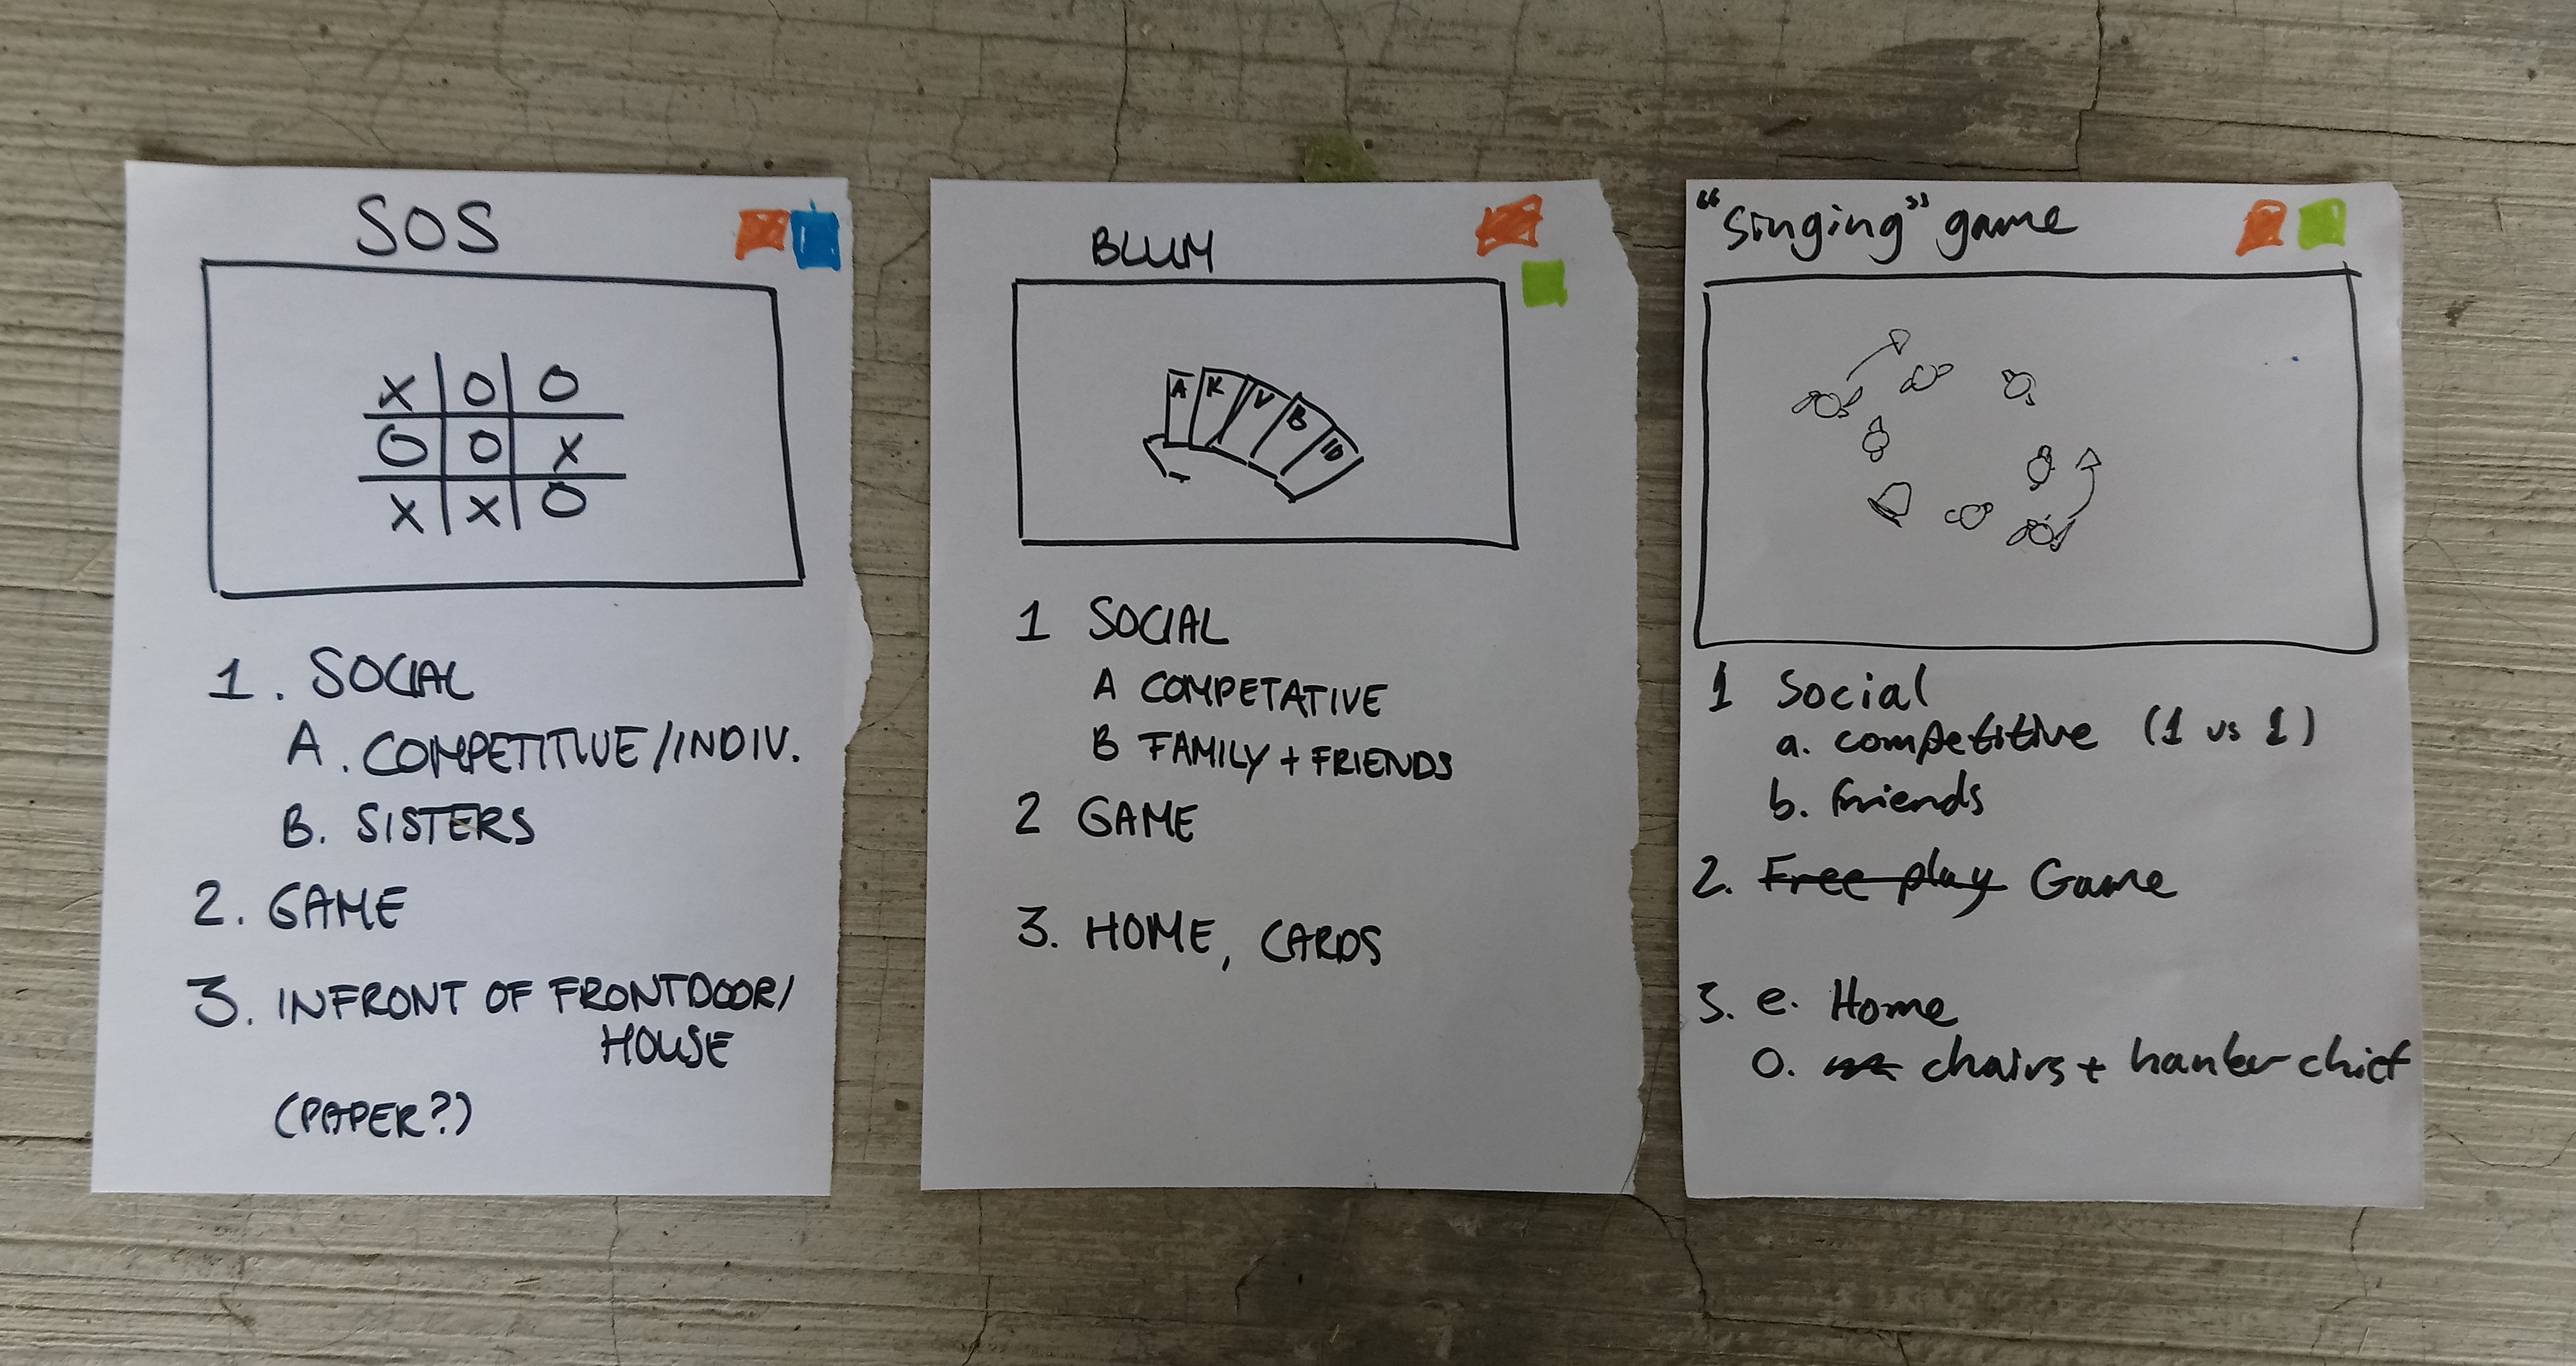 SOS
X O O
O O X
X X O
1. SOCIAL
A. COMPETITIVE/INDIV.
B. SISTERS
2. GAME
3. INFRONT OF FRONTDOOR/
HOUSE
(PAPER?)
BLUM
A K V B 10
1 SOCIAL
A COMPETATIVE
B FAMILY + FRIENDS
2 GAME
3. HOME, CARDS
"Singing" game
1 Social
a. competitive (1 vs 1)
b. friends
2. Free play Game
3. e. Home
o. chairs + hanker chief